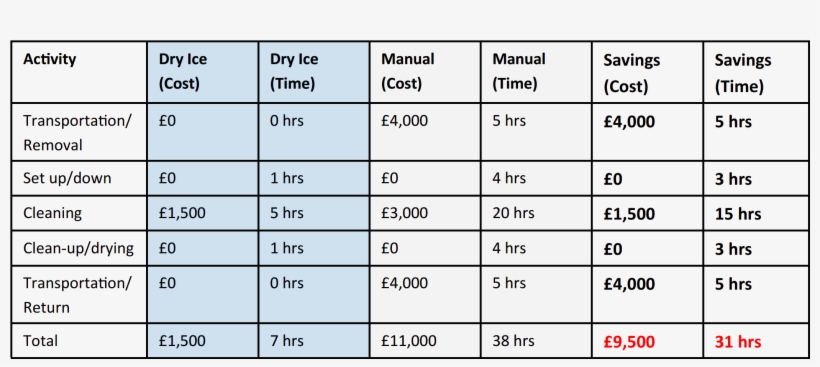 Activity Dry Ice (Cost) Dry Ice (Time) Manual (Cost) Manual (Time) Savings (Cost) Savings (Time)
Transportation/Removal £0 0 hrs £4,000 5 hrs £4,000 5 hrs
Set up/down £0 1 hrs £0 4 hrs £0 3 hrs
Cleaning £1,500 5 hrs £3,000 20 hrs £1,500 15 hrs
Clean-up/drying £0 1 hrs £0 4 hrs £0 3 hrs
Transportation/Return £0 0 hrs £4,000 5 hrs £4,000 5 hrs
Total £1,500 7 hrs £11,000 38 hrs £9,500 31 hrs